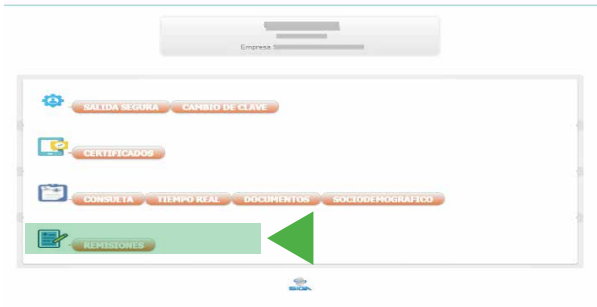 Empresa
SALIDA SEGURA CAMBIO DE CLAVE
CERTIFICADOS
CONSULTA TIEMPO REAL DOCUMENTOS SOCIODEMOGRAFICO
REMISIONES